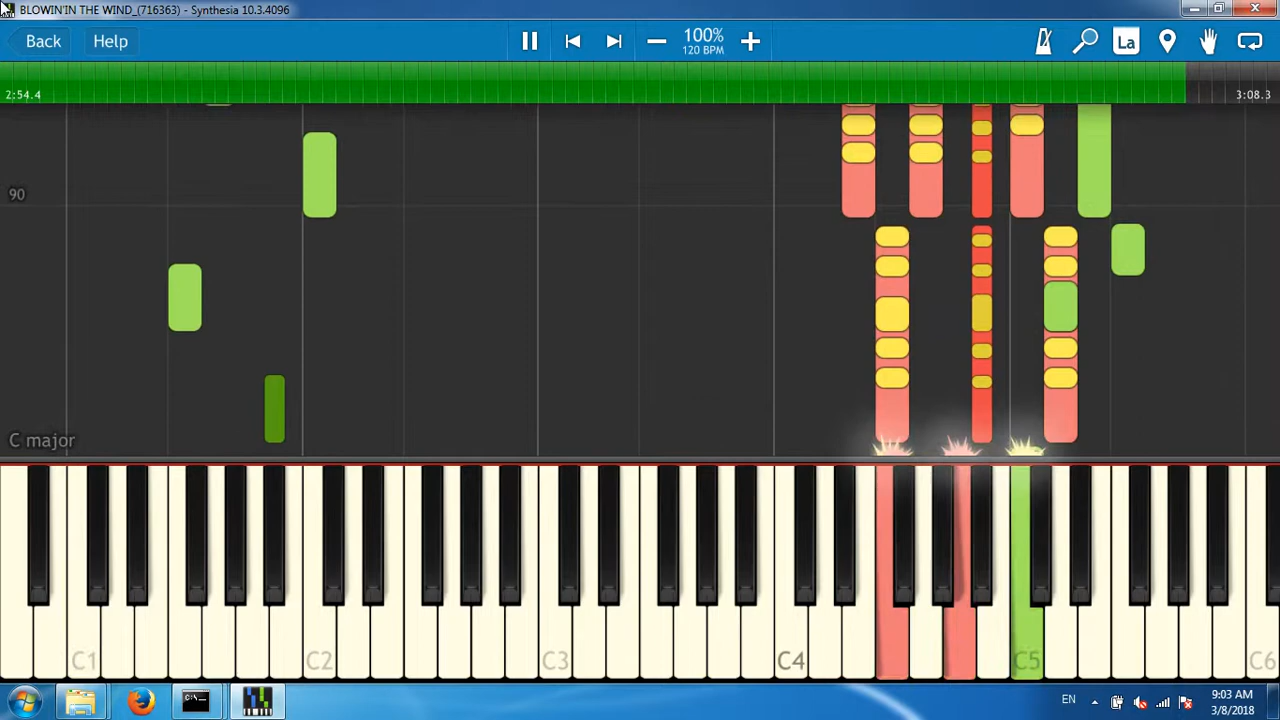 BLOWIN'IN THE WIND_(716363) - Synthesia 10.3.4096
Back Help 100% La
120 BPM
2:54.4 3:08.3
90
C major
C1 C2 C3 C4 C5 C6
C:\_
EN 9:03 AM
3/8/2018